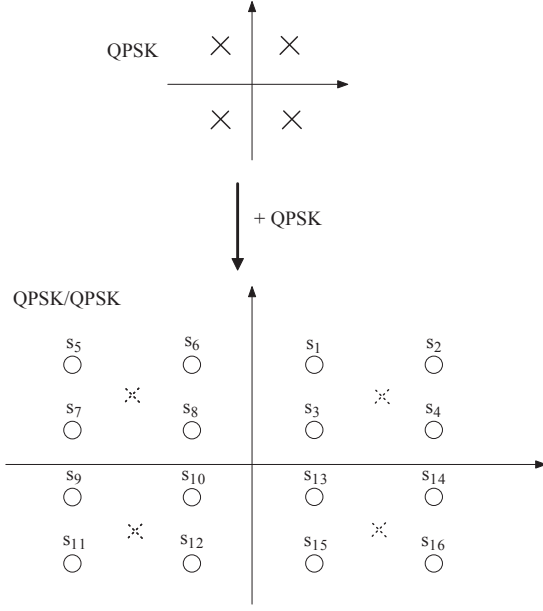 QPSK
+ QPSK
QPSK/QPSK
s5 s6 s1 s2
s7 s8 s3 s4
s9 s10 s13 s14
s11 s12 s15 s16